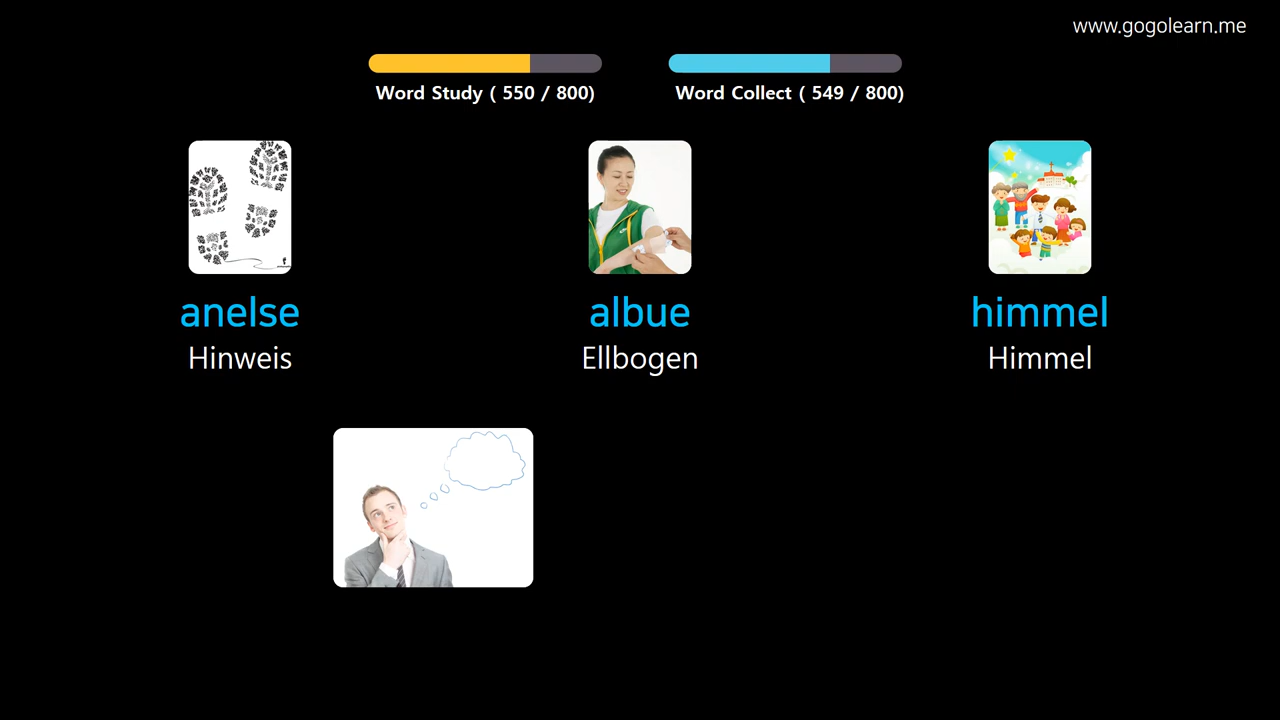 www.gogolearn.me
Word Study ( 550 / 800)
Word Collect ( 549 / 800)
anelse
albue
himmel
Hinweis
Ellbogen
Himmel